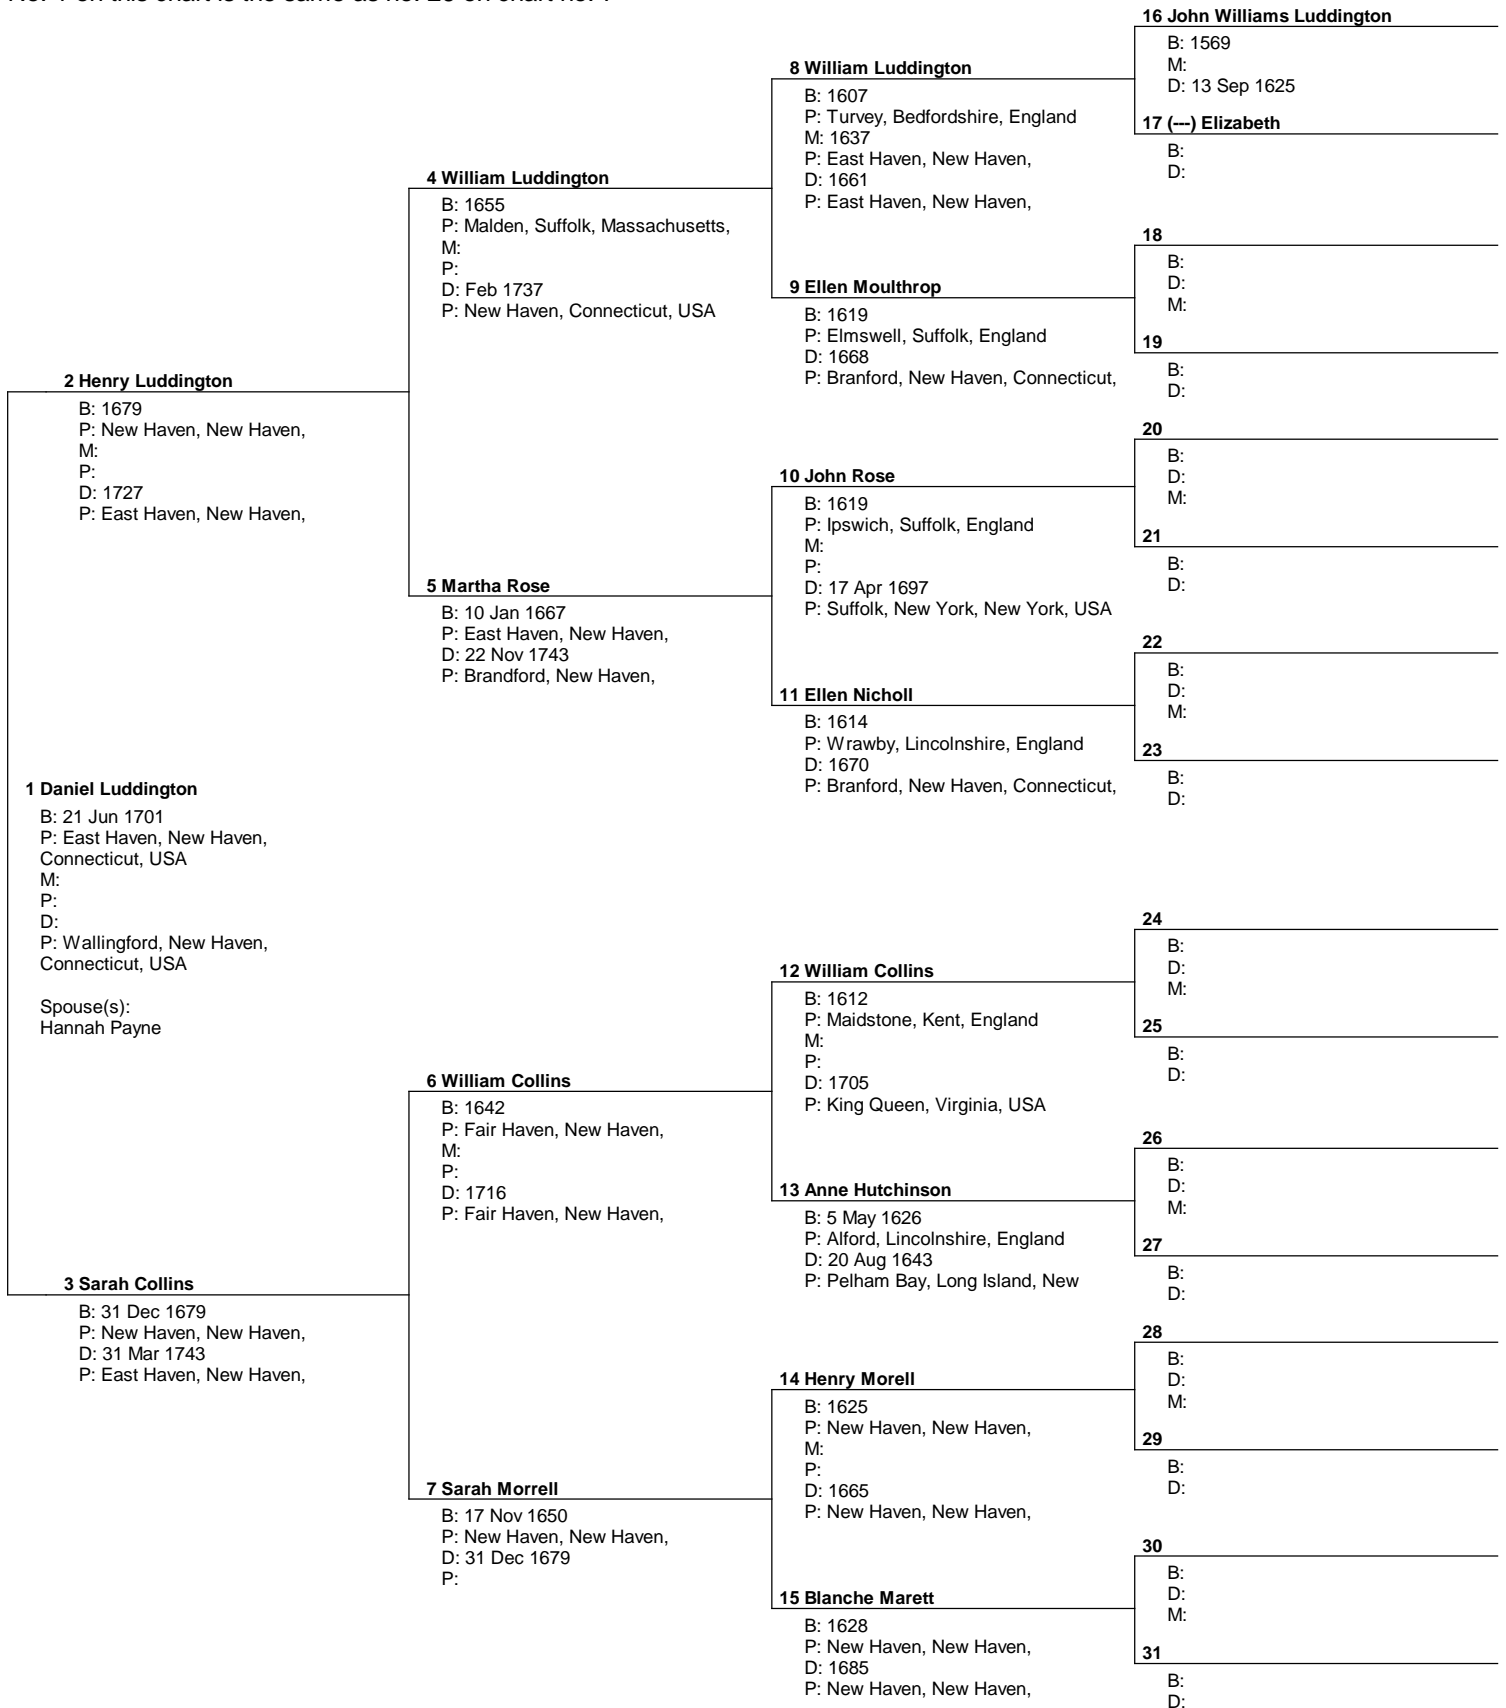 No. 1 on this chart is the same as no. on chart no.
1 Daniel Luddington
B: 21 Jun 1701
P: East Haven, New Haven,
Connecticut, USA
M:
P:
D:
P: Wallingford, New Haven,
Connecticut, USA
Spouse(s):
Hannah Payne
2 Henry Luddington
B: 1679
P: New Haven, New Haven,
M:
P:
D: 1727
P: East Haven, New Haven,
3 Sarah Collins
B: 31 Dec 1679
P: New Haven, New Haven,
D: 31 Mar 1743
P: East Haven, New Haven,
4 William Luddington
B: 1655
P: Malden, Suffolk, Massachusetts,
M:
P:
D: Feb 1737
P: New Haven, Connecticut, USA
5 Martha Rose
B: 10 Jan 1667
P: East Haven, New Haven,
D: 22 Nov 1743
P: Brandford, New Haven,
6 William Collins
B: 1642
P: Fair Haven, New Haven,
M:
P:
D: 1716
P: Fair Haven, New Haven,
7 Sarah Morrell
B: 17 Nov 1650
P: New Haven, New Haven,
D: 31 Dec 1679
P:
8 William Luddington
B: 1607
P: Turvey, Bedfordshire, England
M: 1637
P: East Haven, New Haven,
D: 1661
P: East Haven, New Haven,
9 Ellen Moulthrop
B: 1619
P: Elmswell, Suffolk, England
D: 1668
P: Branford, New Haven, Connecticut,
10 John Rose
B: 1619
P: Ipswich, Suffolk, England
M:
P:
D: 17 Apr 1697
P: Suffolk, New York, New York, USA
11 Ellen Nicholl
B: 1614
P: Wrawby, Lincolnshire, England
D: 1670
P: Branford, New Haven, Connecticut,
12 William Collins
B: 1612
P: Maidstone, Kent, England
M:
P:
D: 1705
P: King Queen, Virginia, USA
13 Anne Hutchinson
B: 5 May 1626
P: Alford, Lincolnshire, England
D: 20 Aug 1643
P: Pelham Bay, Long Island, New
14 Henry Morell
B: 1625
P: New Haven, New Haven,
M:
P:
D: 1665
P: New Haven, New Haven,
15 Blanche Marett
B: 1628
P: New Haven, New Haven,
D: 1685
P: New Haven, New Haven,
16 John Williams Luddington
B: 1569
M:
D: 13 Sep 1625
17 (---) Elizabeth
B:
D:
18
B:
D:
M:
19
B:
D:
20
B:
D:
M:
21
B:
D:
22
B:
D:
M:
23
B:
D:
24
B:
D:
M:
25
B:
D:
26
B:
D:
M:
27
B:
D:
28
B:
D:
M:
29
B:
D:
30
B:
D:
M:
31
B:
D: